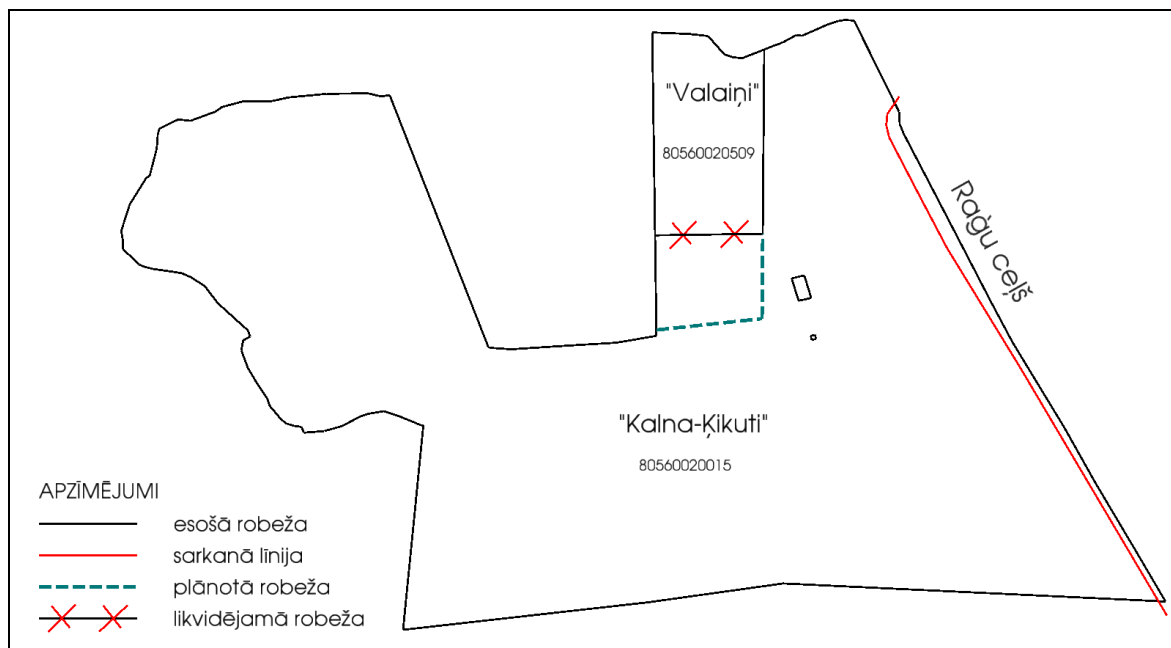 "Valaiņi"
80560020509
Raģu ceļš
"Kalna-Ķikuti"
80560020015
APZĪMĒJUMI
esošā robeža
sarkanā līnija
plānotā robeža
likvidējamā robeža